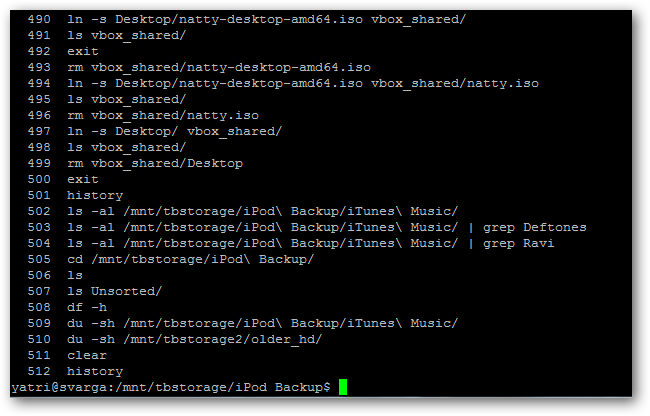 490  ln -s Desktop/natty-desktop-amd64.iso vbox_shared/
491  ls vbox_shared/
492  exit
493  rm vbox_shared/natty-desktop-amd64.iso
494  ln -s Desktop/natty-desktop-amd64.iso vbox_shared/natty.iso
495  ls vbox_shared/
496  rm vbox_shared/natty.iso
497  ln -s Desktop/ vbox_shared/
498  ls vbox_shared/
499  rm vbox_shared/Desktop
500  exit
501  history
502  ls -al /mnt/tbstorage/iPod\ Backup/iTunes\ Music/
503  ls -al /mnt/tbstorage/iPod\ Backup/iTunes\ Music/ | grep Deftones
504  ls -al /mnt/tbstorage/iPod\ Backup/iTunes\ Music/ | grep Ravi
505  cd /mnt/tbstorage/iPod\ Backup/
506  ls
507  ls Unsorted/
508  df -h
509  du -sh /mnt/tbstorage/iPod\ Backup/iTunes\ Music/
510  du -sh /mnt/tbstorage2/older_hd/
511  clear
512  history
yatri@svarga:/mnt/tbstorage/iPod Backup$